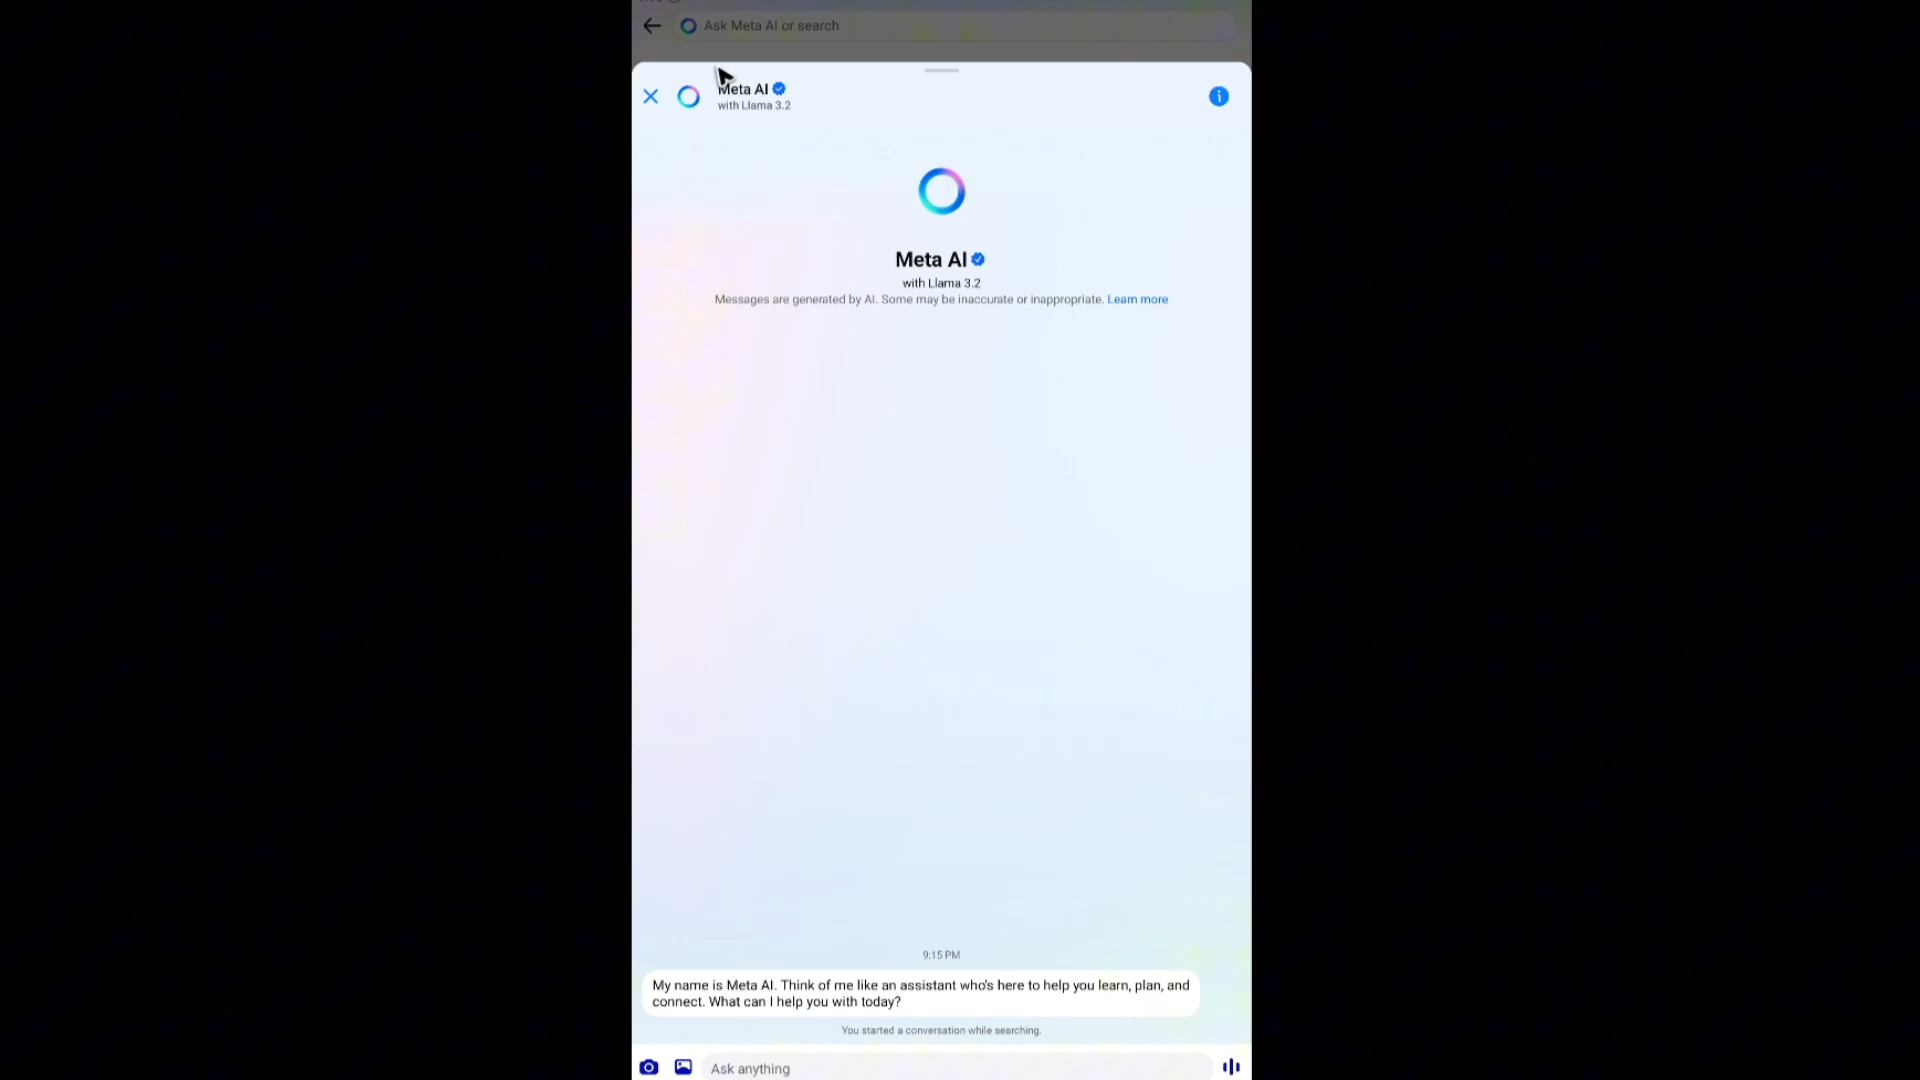 Ask Meta AI or search
Meta AI
with Llama 3.2
Meta AI
with Llama 3.2
Messages are generated by AI. Some may be inaccurate or inappropriate. Learn more
9:15 PM
My name is Meta AI. Think of me like an assistant who's here to help you learn, plan, and
connect. What can I help you with today?
You started a conversation while searching.
Ask anything